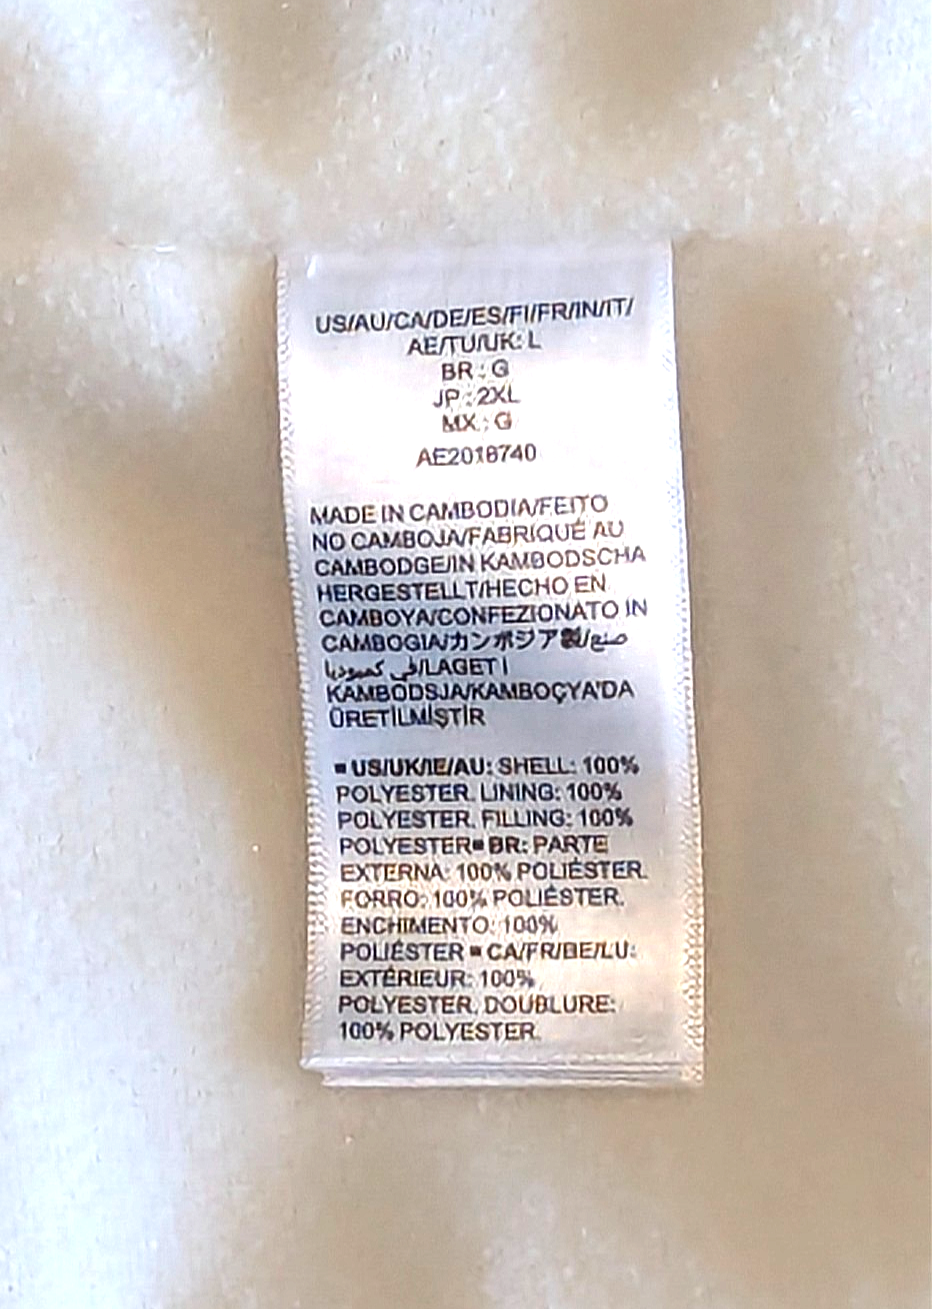 US/AU/CA/DE/ES/FI/FR/IN/IT/
AE/TU/UK: L
BR : G
JP : 2XL
MX : G
AE2018740
MADE IN CAMBODIA/FEITO
NO CAMBOJA/FABRIQUÉ AU
CAMBODGE/IN KAMBODSCHA
HERGESTELLT/HECHO EN
CAMBOYA/CONFEZIONATO IN
CAMBOGIA/カンボジア製/صنع
في كمبوديا/LAGET I
KAMBODSJA/KAMBOÇYA'DA
ÜRETİLMİŞTİR
▪ US/UK/IE/AU: SHELL: 100%
POLYESTER. LINING: 100%
POLYESTER. FILLING: 100%
POLYESTER▪ BR: PARTE
EXTERNA: 100% POLIÉSTER.
FORRO: 100% POLIÉSTER.
ENCHIMENTO: 100%
POLIÉSTER ▪ CA/FR/BE/LU:
EXTÉRIEUR: 100%
POLYESTER. DOUBLURE:
100% POLYESTER.